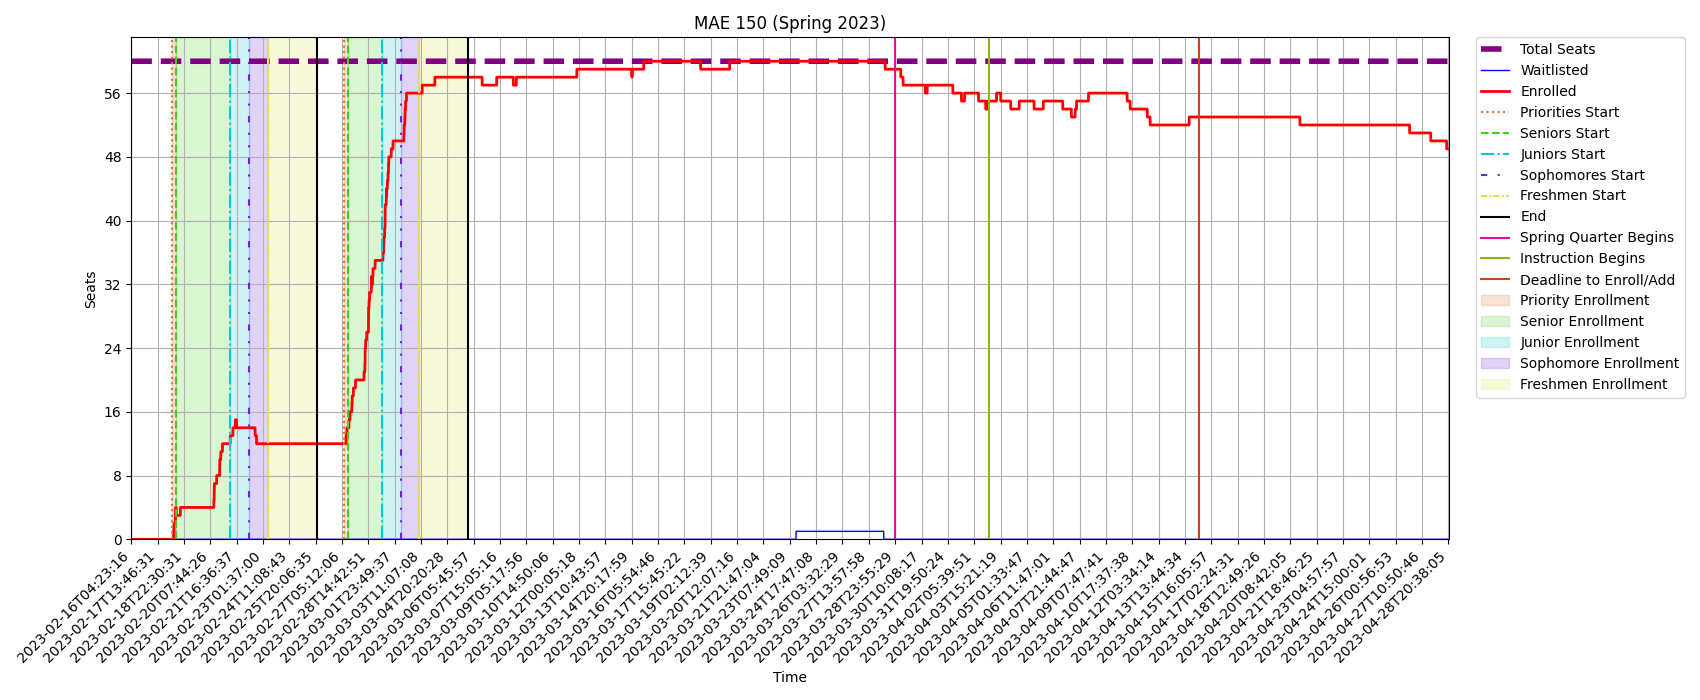 MAE 150 (Spring 2023)
Seats
56
48
40
32
24
16
8
0
2023-02-16T04:23:16
2023-02-17T13:46:31
2023-02-18T22:30:31
2023-02-20T07:44:26
2023-02-21T16:36:37
2023-02-23T01:37:00
2023-02-24T11:08:43
2023-02-25T20:06:35
2023-02-27T05:12:06
2023-02-28T14:42:51
2023-03-01T23:49:37
2023-03-03T11:07:08
2023-03-04T20:20:28
2023-03-06T05:45:57
2023-03-07T15:05:16
2023-03-09T05:17:56
2023-03-10T14:50:06
2023-03-12T00:05:18
2023-03-13T10:43:57
2023-03-14T20:17:59
2023-03-16T05:54:46
2023-03-17T15:45:22
2023-03-19T02:12:39
2023-03-20T12:07:16
2023-03-21T21:47:04
2023-03-23T07:49:09
2023-03-24T17:47:08
2023-03-26T03:32:29
2023-03-27T13:57:58
2023-03-28T23:55:29
2023-03-30T10:08:17
2023-03-31T19:50:24
2023-04-02T05:39:51
2023-04-03T15:21:19
2023-04-05T01:33:47
2023-04-06T11:47:01
2023-04-07T21:44:47
2023-04-09T07:47:41
2023-04-10T17:37:38
2023-04-12T03:34:14
2023-04-13T13:44:34
2023-04-15T16:05:57
2023-04-17T02:24:31
2023-04-18T12:49:26
2023-04-20T08:42:05
2023-04-21T18:46:25
2023-04-23T04:57:57
2023-04-24T15:00:01
2023-04-26T00:56:53
2023-04-27T10:50:46
2023-04-28T20:38:05
Time
Total Seats
Waitlisted
Enrolled
Priorities Start
Seniors Start
Juniors Start
Sophomores Start
Freshmen Start
End
Spring Quarter Begins
Instruction Begins
Deadline to Enroll/Add
Priority Enrollment
Senior Enrollment
Junior Enrollment
Sophomore Enrollment
Freshmen Enrollment